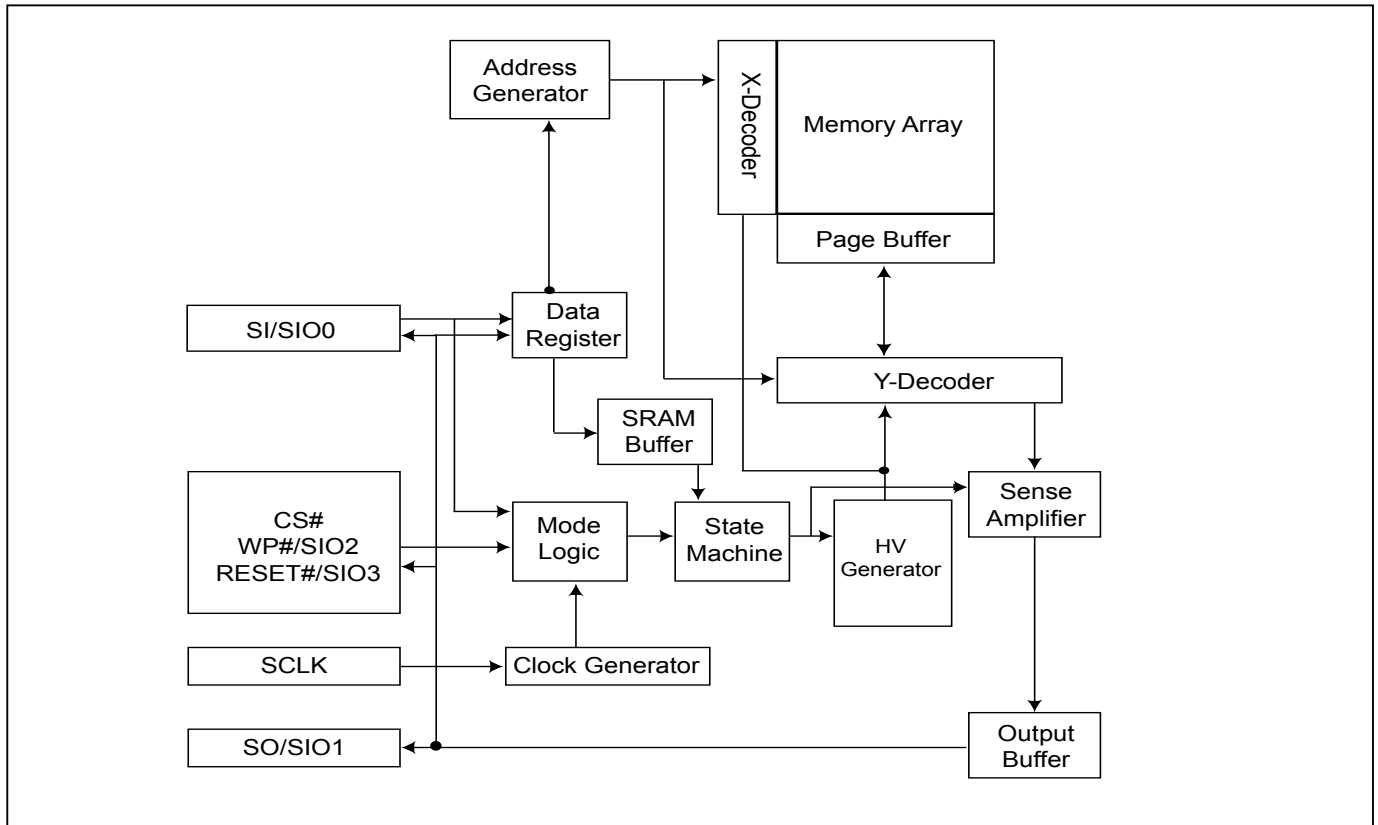 Address
Generator
X-Decoder
Memory Array
Page Buffer
SI/SIO0
Data
Register
Y-Decoder
SRAM
Buffer
CS#
WP#/SIO2
RESET#/SIO3
Mode
Logic
State
Machine
HV
Generator
Sense
Amplifier
SCLK
Clock Generator
SO/SIO1
Output
Buffer